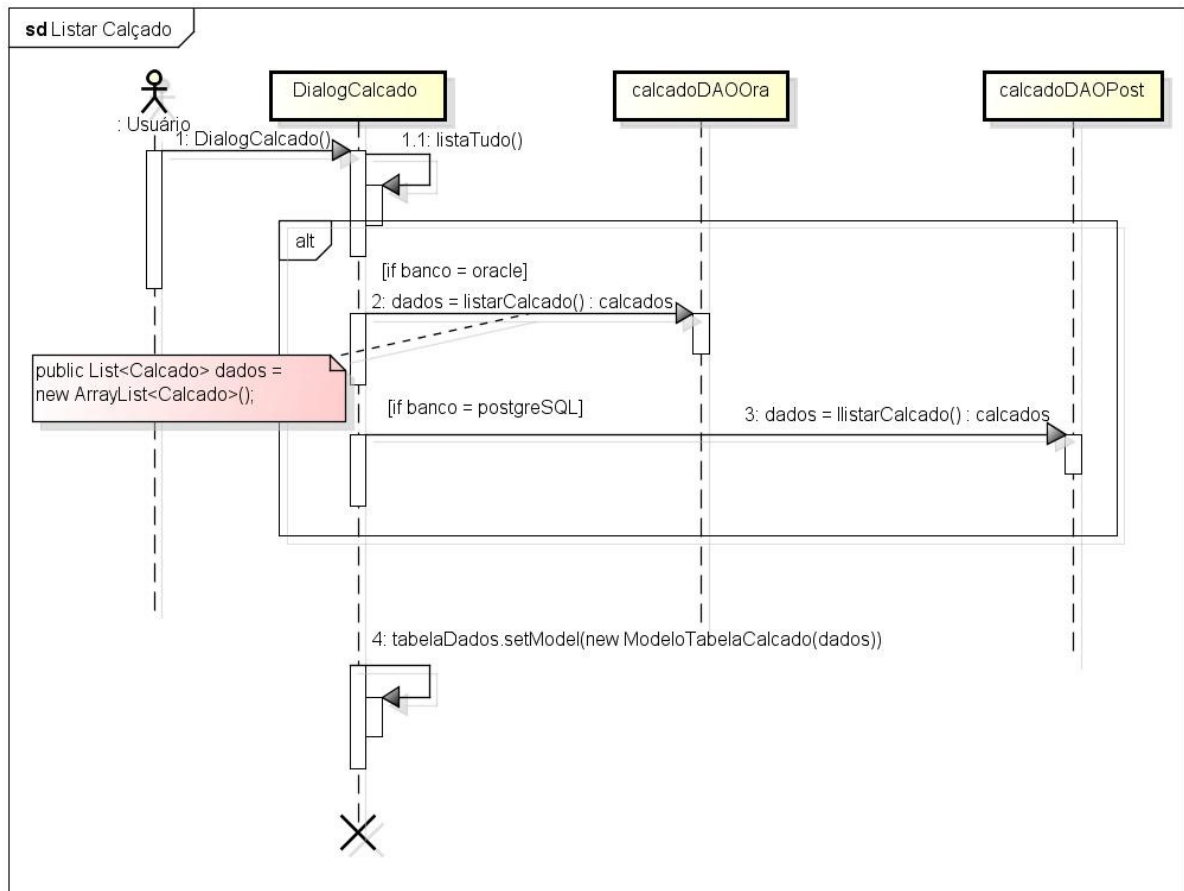 sd Listar Calçado
DialogCalcado
calcadoDAOOra
calcadoDAOPost
: Usuário
1: DialogCalcado()
1.1: listaTudo()
alt
[if banco = oracle]
2: dados = listarCalcado() : calcados
public List<Calcado> dados =
new ArrayList<Calcado>();
[if banco = postgreSQL]
3: dados = llistarCalcado() : calcados
4: tabelaDados.setModel(new ModeloTabelaCalcado(dados))